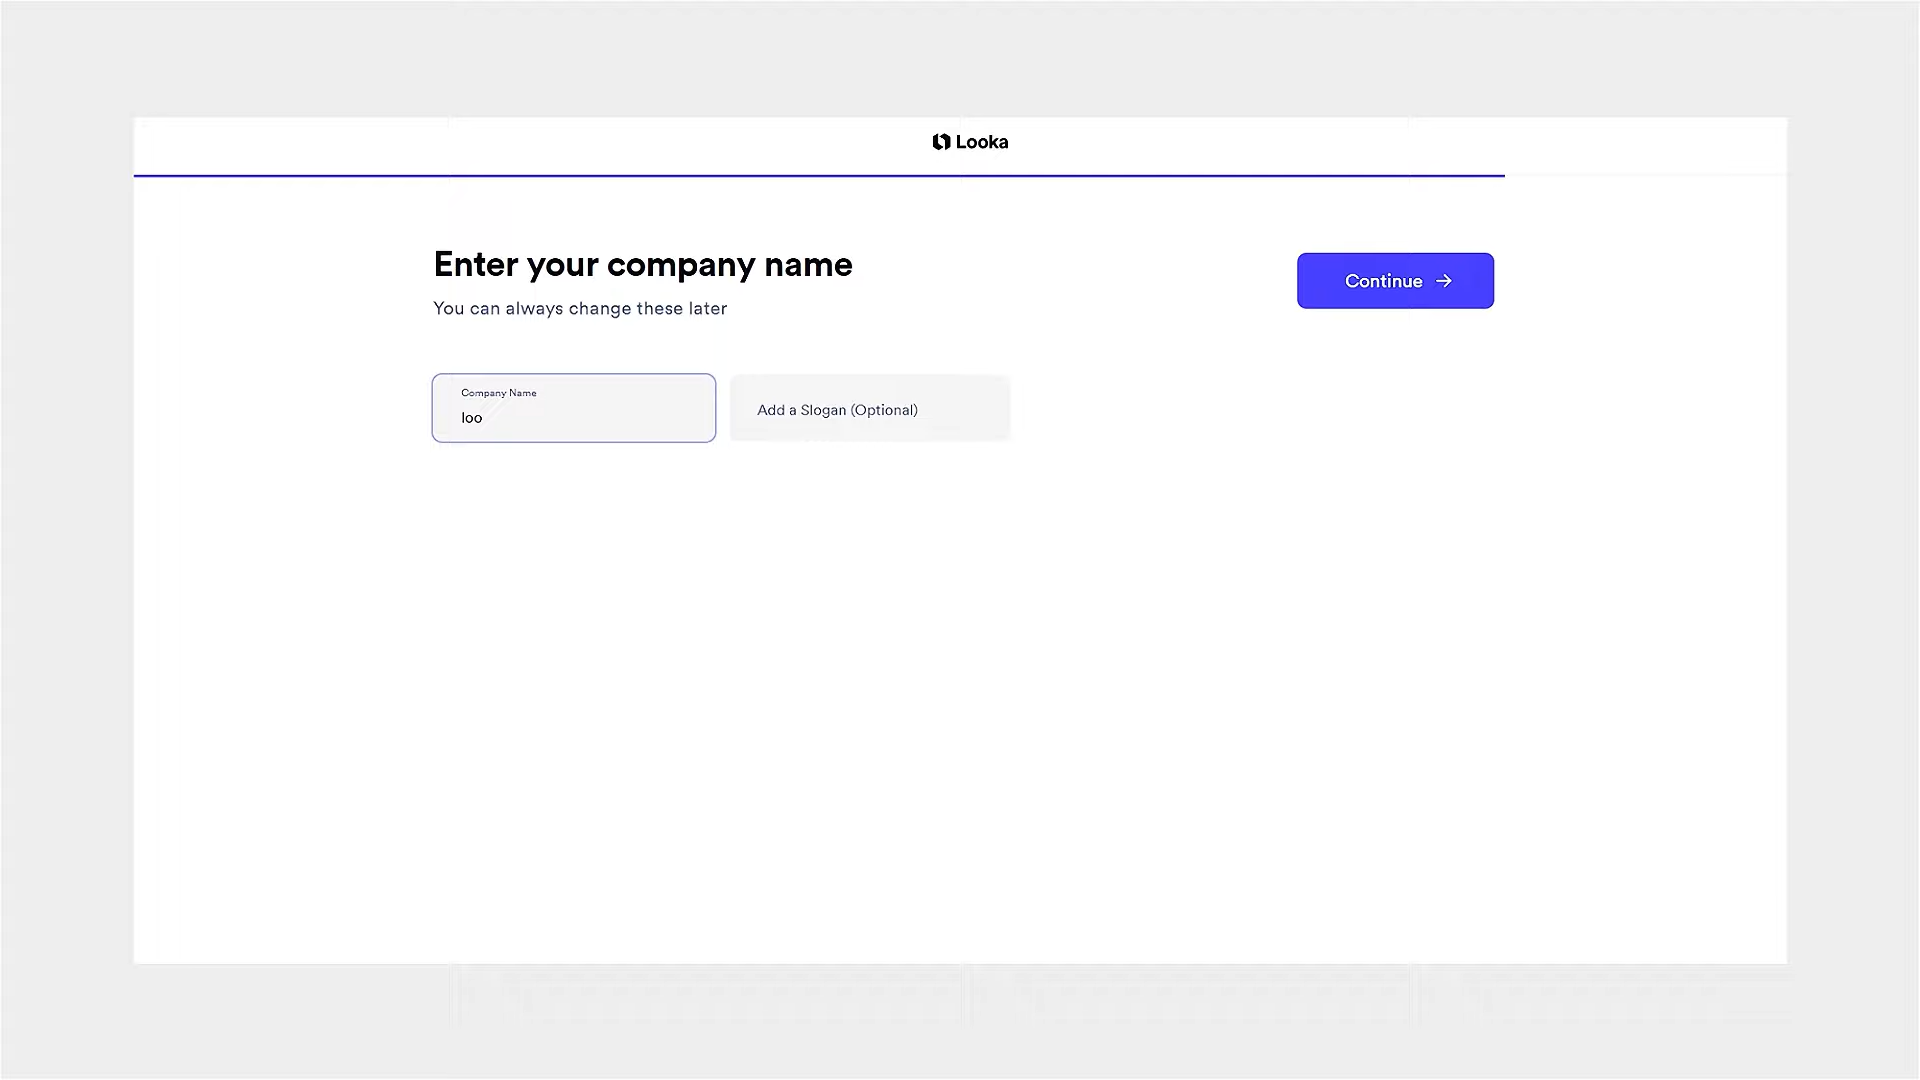 Looka
Enter your company name
You can always change these later
Continue →
Company Name
loo
Add a Slogan (Optional)